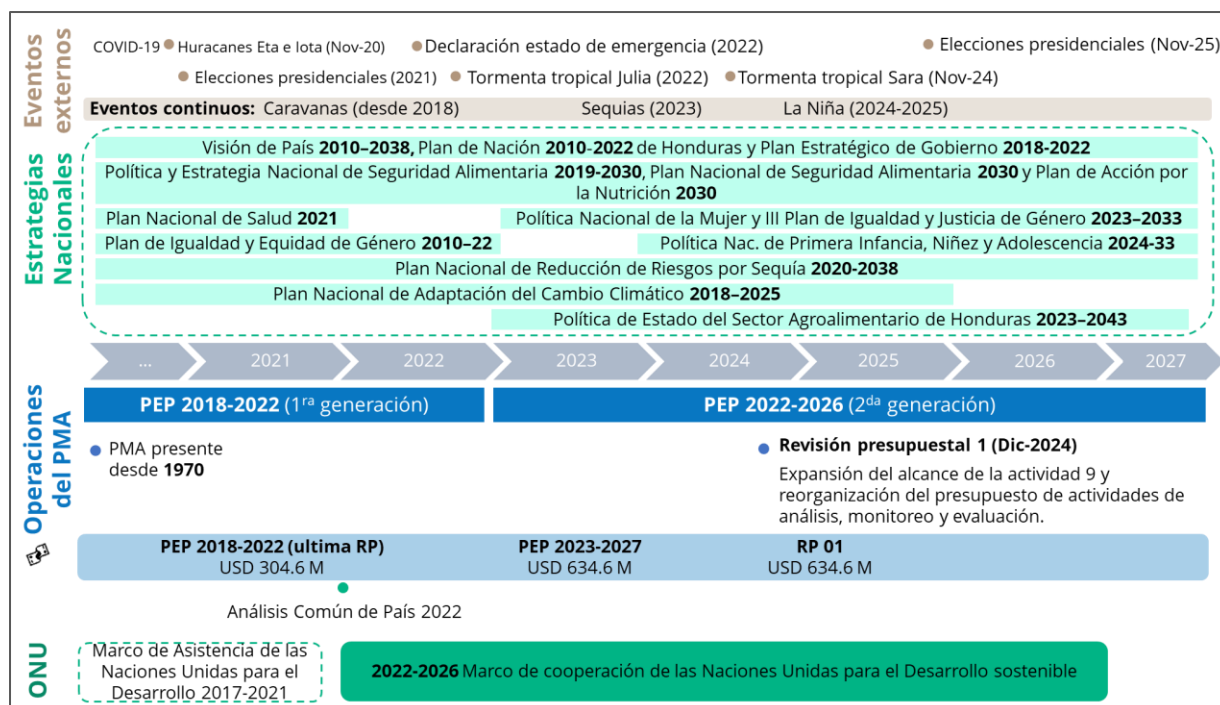 Eventos
externos
COVID-19
Huracanes Eta e Iota (Nov-20)
Declaración estado de emergencia (2022)
Elecciones presidenciales (Nov-25)
Elecciones presidenciales (2021)
Tormenta tropical Julia (2022)
Tormenta tropical Sara (Nov-24)
Eventos continuos: Caravanas (desde 2018)
Sequias (2023)
La Niña (2024-2025)
Estrategias
Nacionales
Visión de País 2010–2038, Plan de Nación 2010-2022 de Honduras y Plan Estratégico de Gobierno 2018-2022
Política y Estrategia Nacional de Seguridad Alimentaria 2019-2030, Plan Nacional de Seguridad Alimentaria 2030 y Plan de Acción por
la Nutrición 2030
Plan Nacional de Salud 2021
Política Nacional de la Mujer y III Plan de Igualdad y Justicia de Género 2023–2033
Plan de Igualdad y Equidad de Género 2010–22
Política Nac. de Primera Infancia, Niñez y Adolescencia 2024-33
Plan Nacional de Reducción de Riesgos por Sequía 2020-2038
Plan Nacional de Adaptación del Cambio Climático 2018–2025
Política de Estado del Sector Agroalimentario de Honduras 2023–2043
... 2021 2022 2023 2024 2025 2026 2027
Operaciones
del PMA
PEP 2018-2022 (1ra generación)
PEP 2022-2026 (2da generación)
PMA presente
desde 1970
Revisión presupuestal 1 (Dic-2024)
Expansión del alcance de la actividad 9 y
reorganización del presupuesto de actividades de
análisis, monitoreo y evaluación.
PEP 2018-2022 (ultima RP)
USD 304.6 M
PEP 2023-2027
USD 634.6 M
RP 01
USD 634.6 M
Análisis Común de País 2022
ONU
Marco de Asistencia de las
Naciones Unidas para el
Desarrollo 2017-2021
2022-2026 Marco de cooperación de las Naciones Unidas para el Desarrollo sostenible